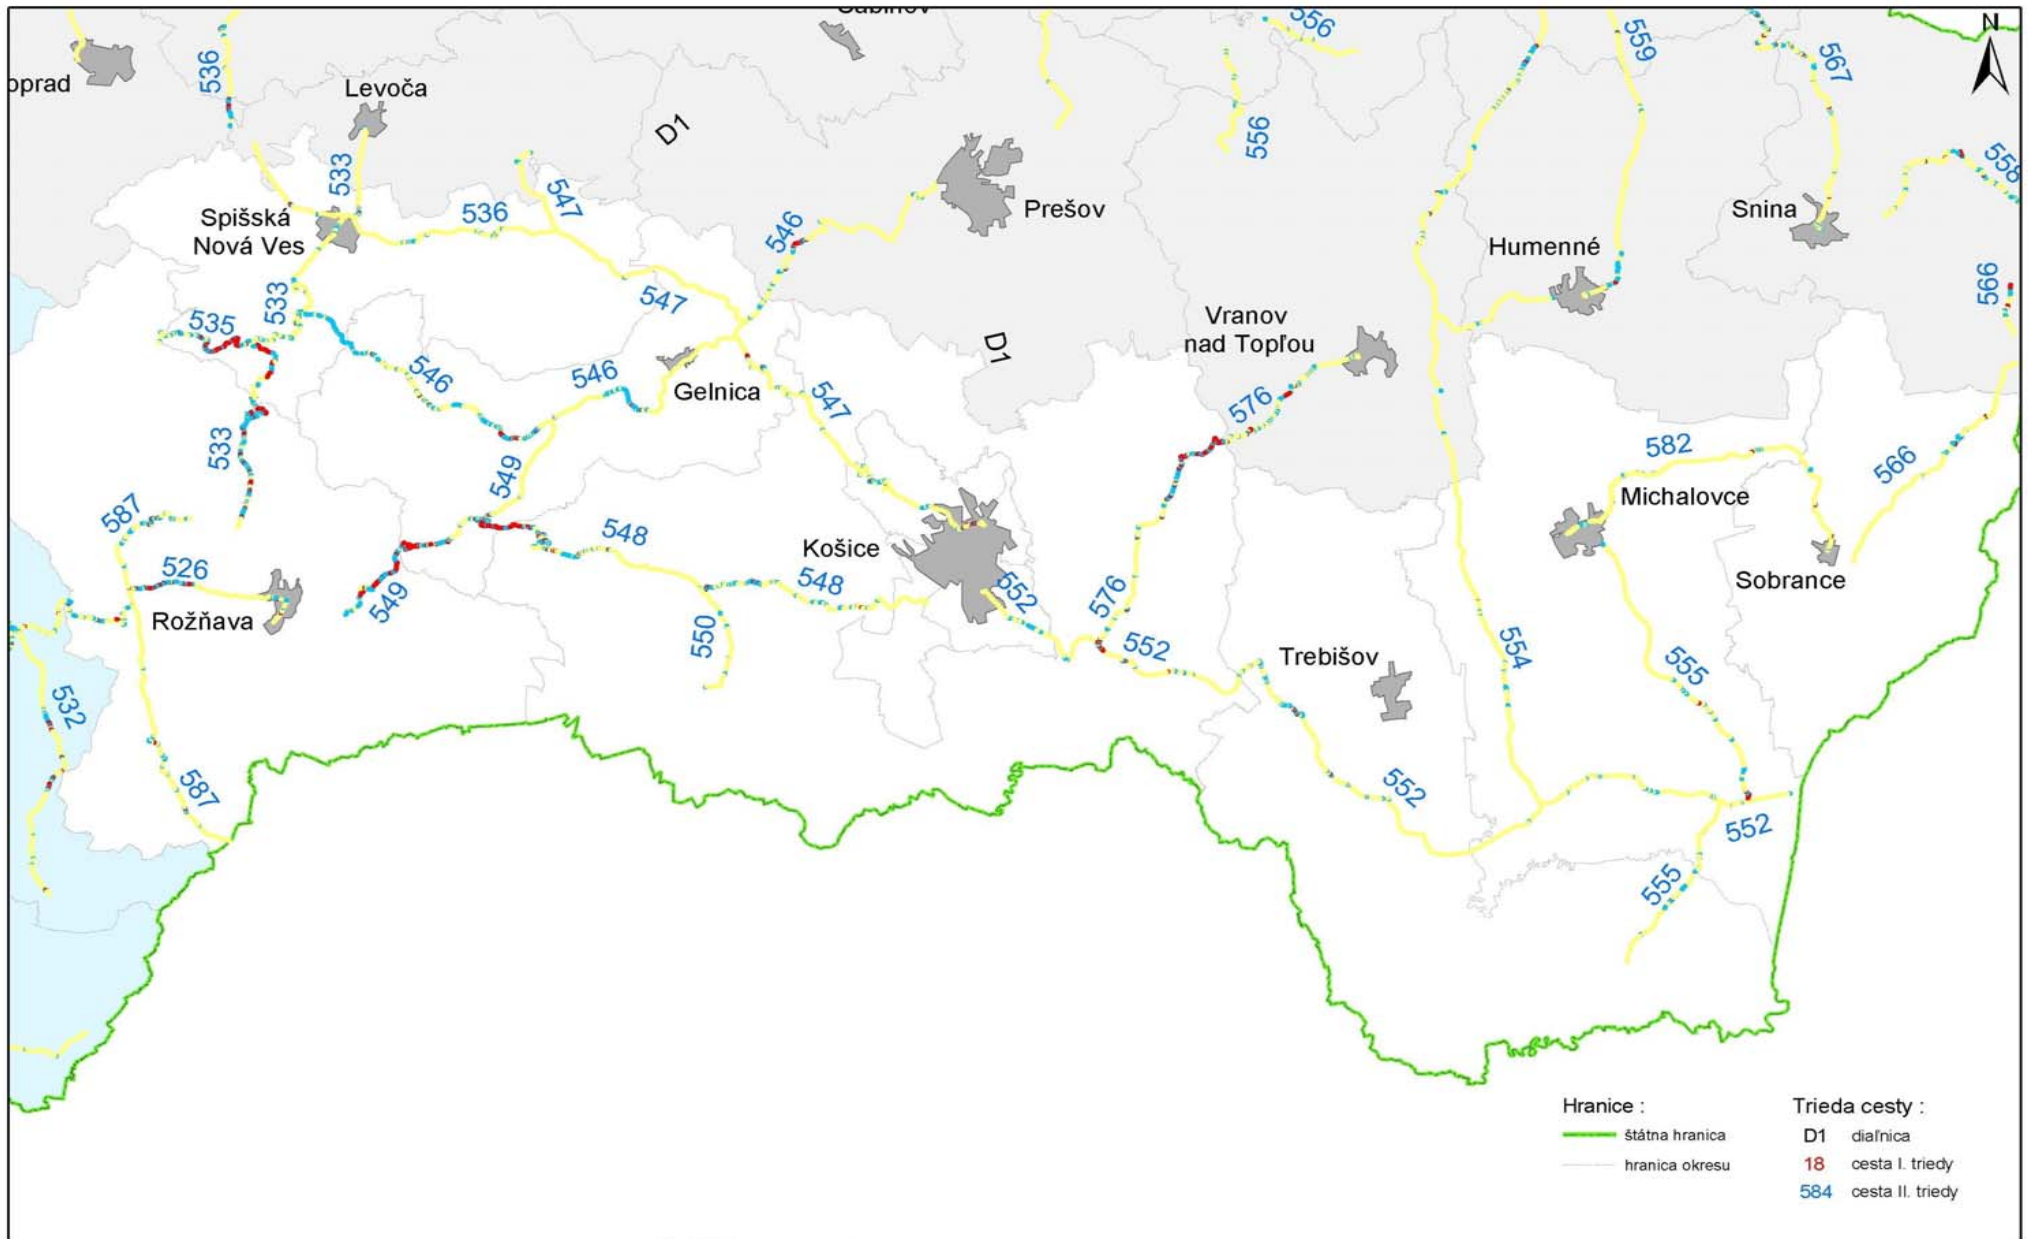 556
559
N
536
567
oprad
Levoča
D1
556
558
533
547
Spišská
Nová Ves
536
546
Prešov
Snina
Humenné
566
533
547
535
Vranov
nad Topľou
D1
546
546
Gelnica
547
576
533
549
582
566
Michalovce
587
548
Košice
526
548
552
Sobrance
Rožňava
549
576
550
552
Trebišov
554
555
532
587
552
552
555
Hranice :
štátna hranica
hranica okresu
Trieda cesty :
D1 diaľnica
18 cesta I. triedy
584 cesta II. triedy